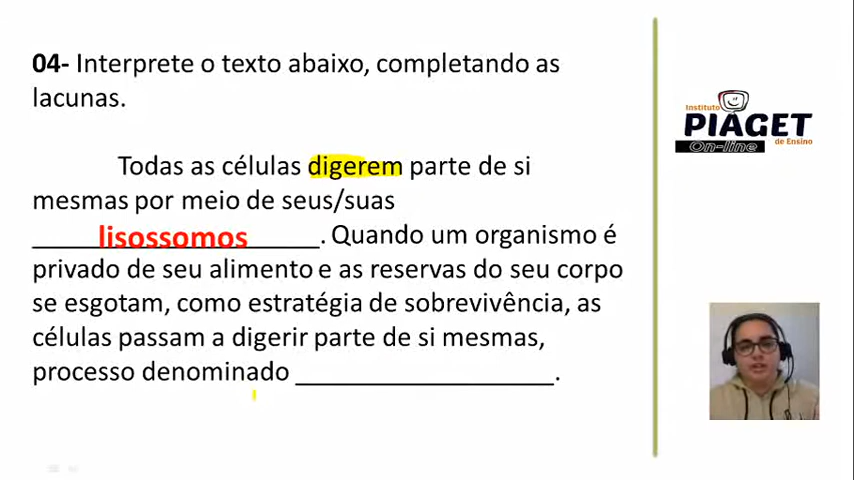 04- Interprete o texto abaixo, completando as
lacunas.
Todas as células digerem parte de si
mesmas por meio de seus/suas
____________________lisossomos____________________. Quando um organismo é
privado de seu alimento e as reservas do seu corpo
se esgotam, como estratégia de sobrevivência, as
células passam a digerir parte de si mesmas,
processo denominado ____________________.
Instituto
PIAGET
de Ensino
On-line